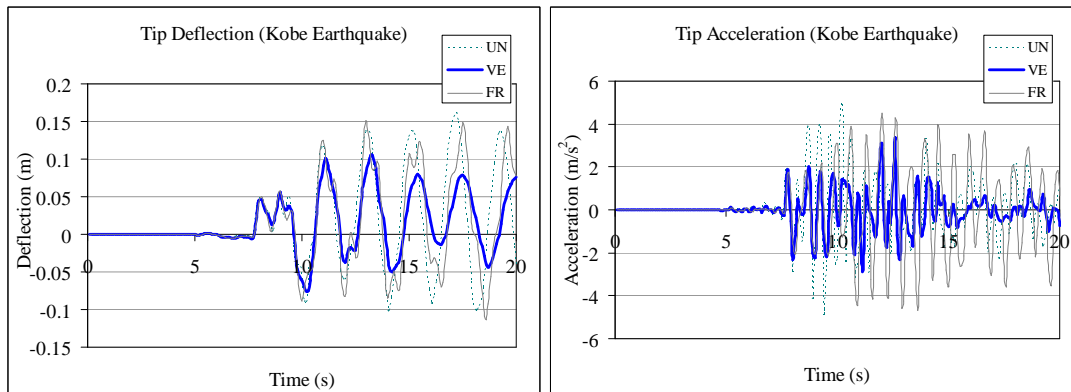 Tip Deflection (Kobe Earthquake)
UN
VE
FR
0.2
0.15
0.1
0.05
0
-0.05
-0.1
-0.15
0
5
10
15
20
Deflection (m)
Time (s)
Tip Acceleration (Kobe Earthquake)
UN
VE
FR
6
4
2
0
-2
-4
-6
0
5
10
15
20
Acceleration (m/s²)
Time (s)